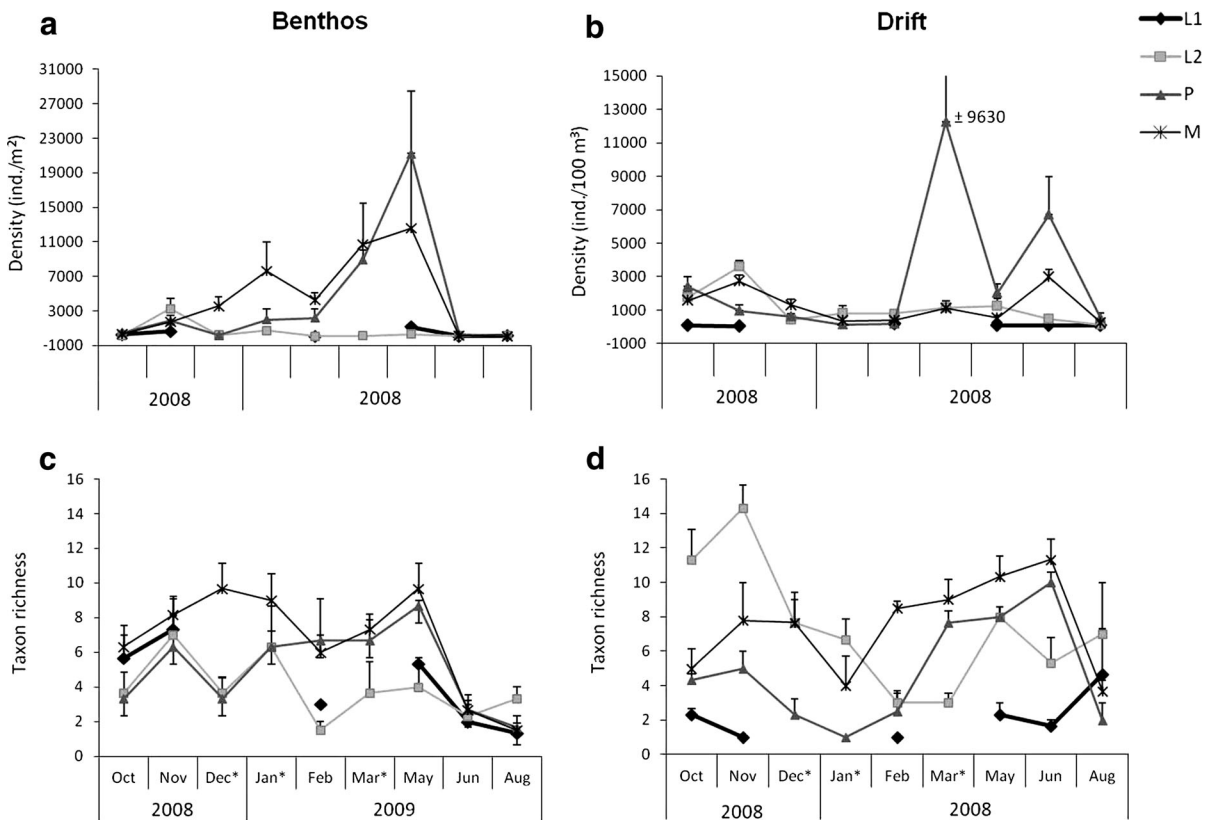 a Benthos
b Drift
L1
L2
P
M
Density (ind./m²)
31000
27000
23000
19000
15000
11000
7000
3000
-1000
2008 2008
Density (ind./100 m³)
15000
13000
11000
9000
7000
5000
3000
1000
-1000
± 9630
2008 2008
c
Taxon richness
16
14
12
10
8
6
4
2
0
Oct Nov Dec* Jan* Feb Mar* May Jun Aug
2008 2009
d
Taxon richness
16
14
12
10
8
6
4
2
0
Oct Nov Dec* Jan* Feb Mar* May Jun Aug
2008 2008